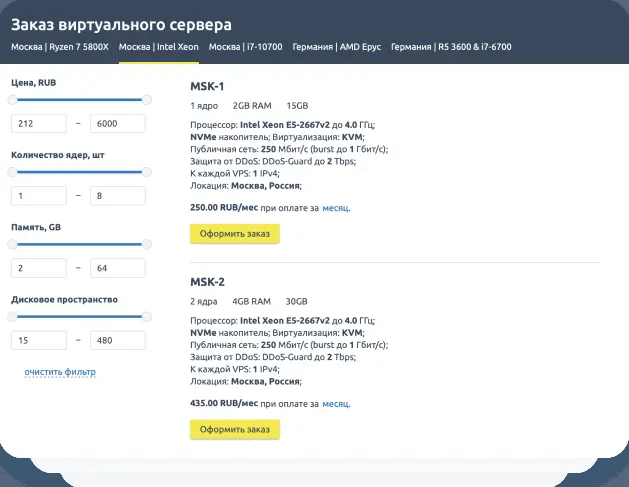 Заказ виртуального сервера
Москва | Ryzen 7 5800X Москва | Intel Xeon Москва | i7-10700 Германия | AMD Epyc Германия | R5 3600 & i7-6700
Цена, RUB
212 – 6000
Количество ядер, шт
1 – 8
Память, GB
2 – 64
Дисковое пространство
15 – 480
очистить фильтр
MSK-1
1 ядро 2GB RAM 15GB
Процессор: Intel Xeon E5-2667v2 до 4.0 ГГц;
NVMe накопитель; Виртуализация: KVM;
Публичная сеть: 250 Мбит/с (burst до 1 Гбит/с);
Защита от DDoS: DDoS-Guard до 2 Tbps;
К каждой VPS: 1 IPv4;
Локация: Москва, Россия;
250.00 RUB/мес при оплате за месяц.
Оформить заказ
MSK-2
2 ядра 4GB RAM 30GB
Процессор: Intel Xeon E5-2667v2 до 4.0 ГГц;
NVMe накопитель; Виртуализация: KVM;
Публичная сеть: 250 Мбит/с (burst до 1 Гбит/с);
Защита от DDoS: DDoS-Guard до 2 Tbps;
К каждой VPS: 1 IPv4;
Локация: Москва, Россия;
435.00 RUB/мес при оплате за месяц.
Оформить заказ